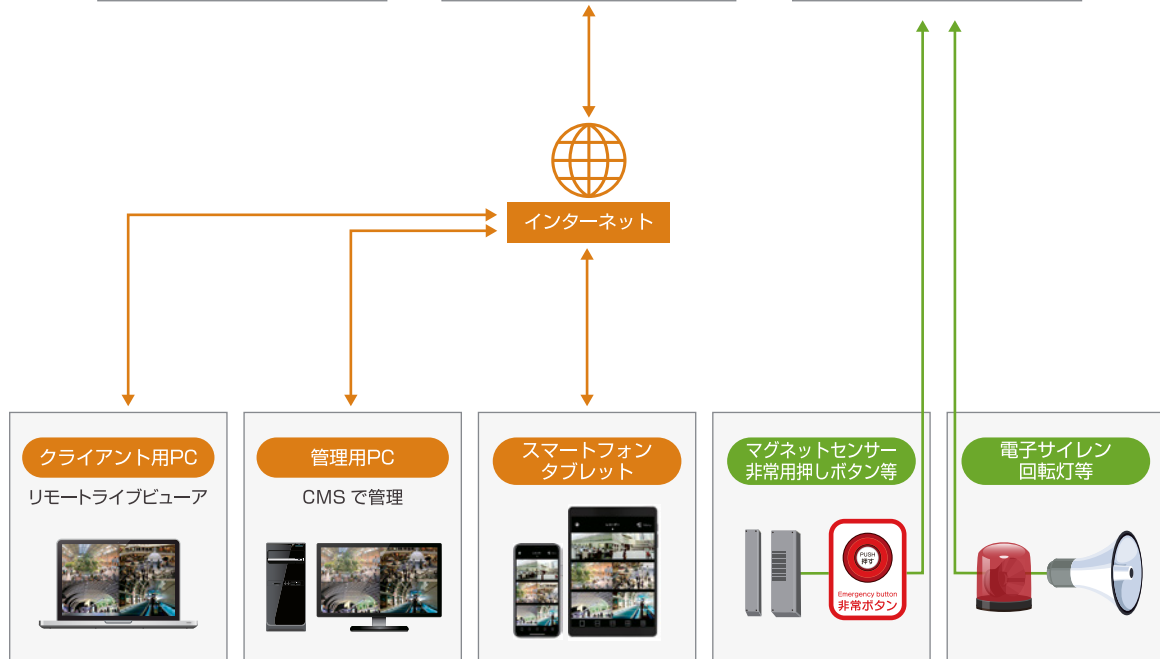 インターネット
クライアント用PC
リモートライブビューア
管理用PC
CMS で管理
スマートフォン
タブレット
マグネットセンサー
非常用押しボタン等
電子サイレン
回転灯等
PUSH
押す
Emergency button
非常ボタン